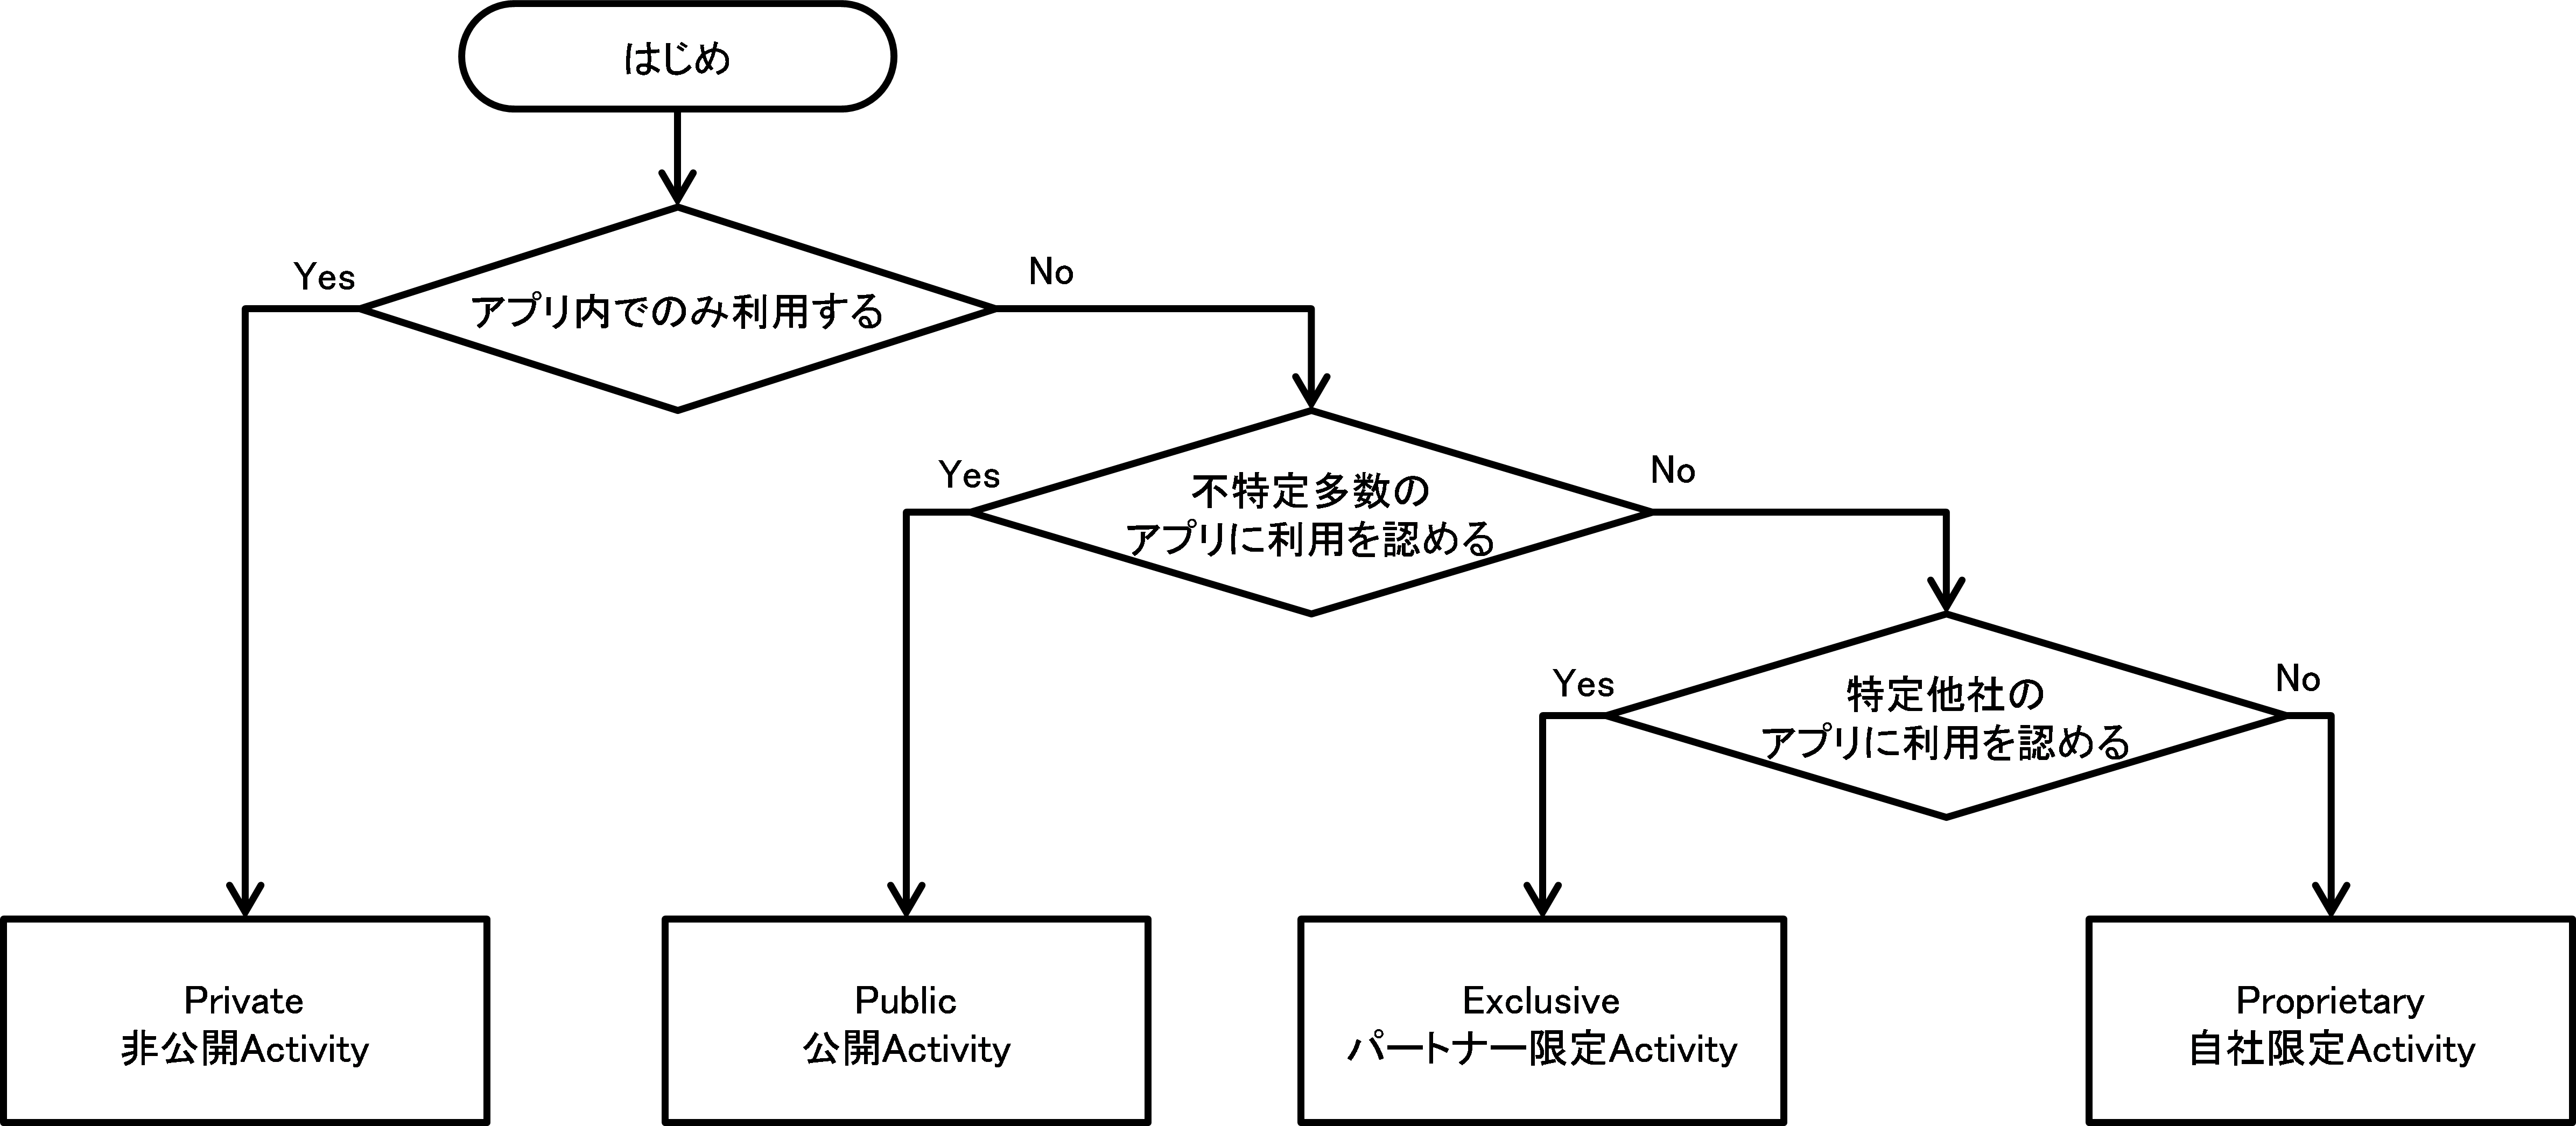 はじめ
アプリ内でのみ利用する
Yes
No
不特定多数の
アプリに利用を認める
Yes
No
特定他社の
アプリに利用を認める
Yes
No
Private
非公開Activity
Public
公開Activity
Exclusive
パートナー限定Activity
Proprietary
自社限定Activity